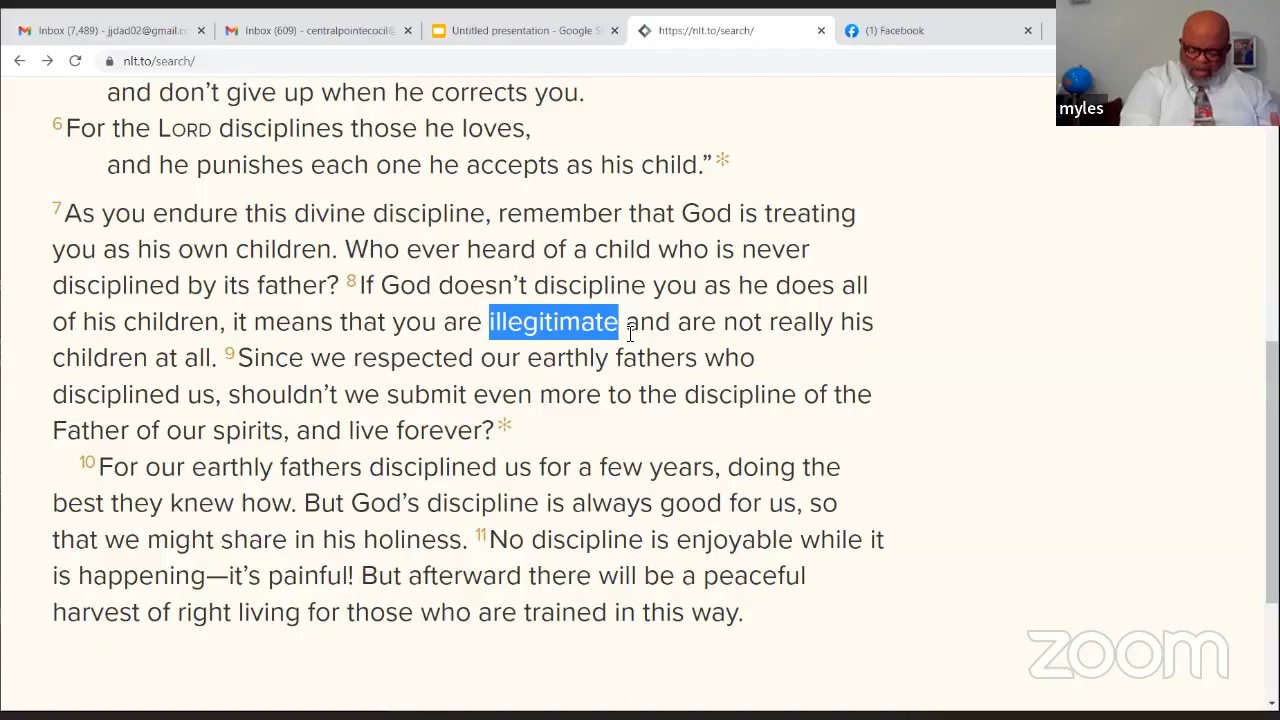 Inbox (7,489) - jjdad02@gmail.c
Inbox (609) - centralpointecocil@
Untitled presentation - Google Sl
https://nlt.to/search/
(1) Facebook
nlt.to/search/
myles
and don’t give up when he corrects you.
6 For the LORD disciplines those he loves,
and he punishes each one he accepts as his child.”*
7 As you endure this divine discipline, remember that God is treating
you as his own children. Who ever heard of a child who is never
disciplined by its father? 8 If God doesn’t discipline you as he does all
of his children, it means that you are illegitimate and are not really his
children at all. 9 Since we respected our earthly fathers who
disciplined us, shouldn’t we submit even more to the discipline of the
Father of our spirits, and live forever?*
10 For our earthly fathers disciplined us for a few years, doing the
best they knew how. But God’s discipline is always good for us, so
that we might share in his holiness. 11 No discipline is enjoyable while it
is happening—it’s painful! But afterward there will be a peaceful
harvest of right living for those who are trained in this way.
zoom